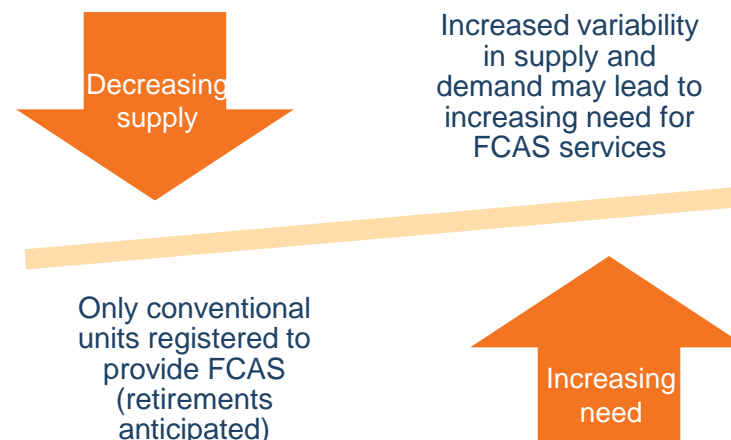 Decreasing
supply
Increased variability
in supply and
demand may lead to
increasing need for
FCAS services
Only conventional
units registered to
provide FCAS
(retirements
anticipated)
Increasing
need